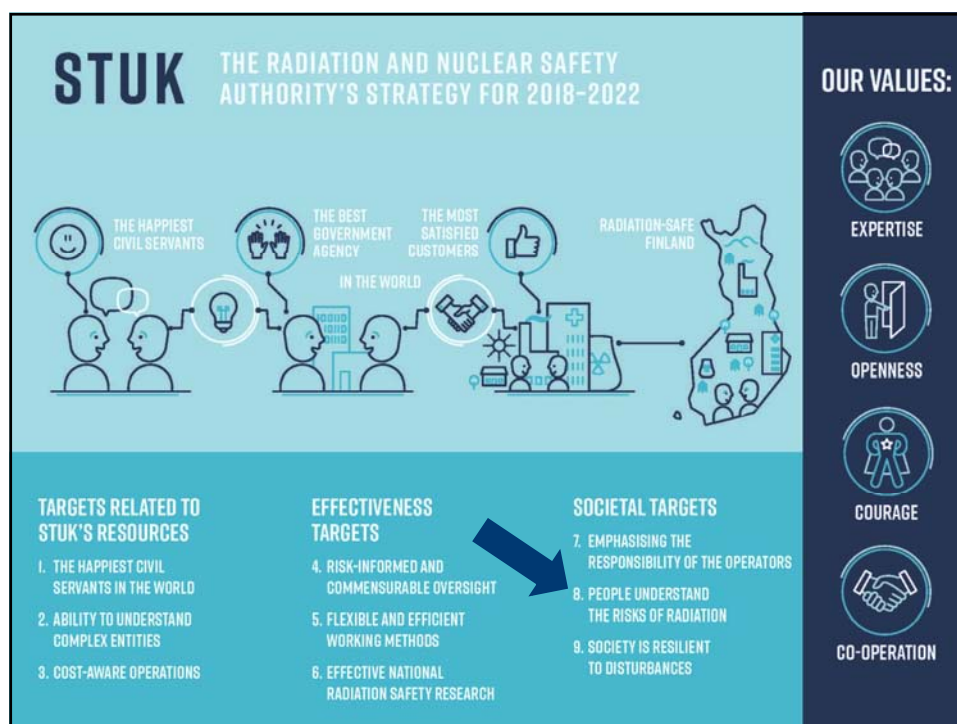 STUK
THE RADIATION AND NUCLEAR SAFETY
AUTHORITY'S STRATEGY FOR 2018–2022
THE HAPPIEST
CIVIL SERVANTS
THE BEST
GOVERNMENT
AGENCY
THE MOST
SATISFIED
CUSTOMERS
IN THE WORLD
RADIATION-SAFE
FINLAND
TARGETS RELATED TO
STUK'S RESOURCES
1. THE HAPPIEST CIVIL
SERVANTS IN THE WORLD
2. ABILITY TO UNDERSTAND
COMPLEX ENTITIES
3. COST-AWARE OPERATIONS
EFFECTIVENESS
TARGETS
4. RISK-INFORMED AND
COMMENSURABLE OVERSIGHT
5. FLEXIBLE AND EFFICIENT
WORKING METHODS
6. EFFECTIVE NATIONAL
RADIATION SAFETY RESEARCH
SOCIETAL TARGETS
7. EMPHASISING THE
RESPONSIBILITY OF THE OPERATORS
8. PEOPLE UNDERSTAND
THE RISKS OF RADIATION
9. SOCIETY IS RESILIENT
TO DISTURBANCES
OUR VALUES:
EXPERTISE
OPENNESS
COURAGE
CO-OPERATION